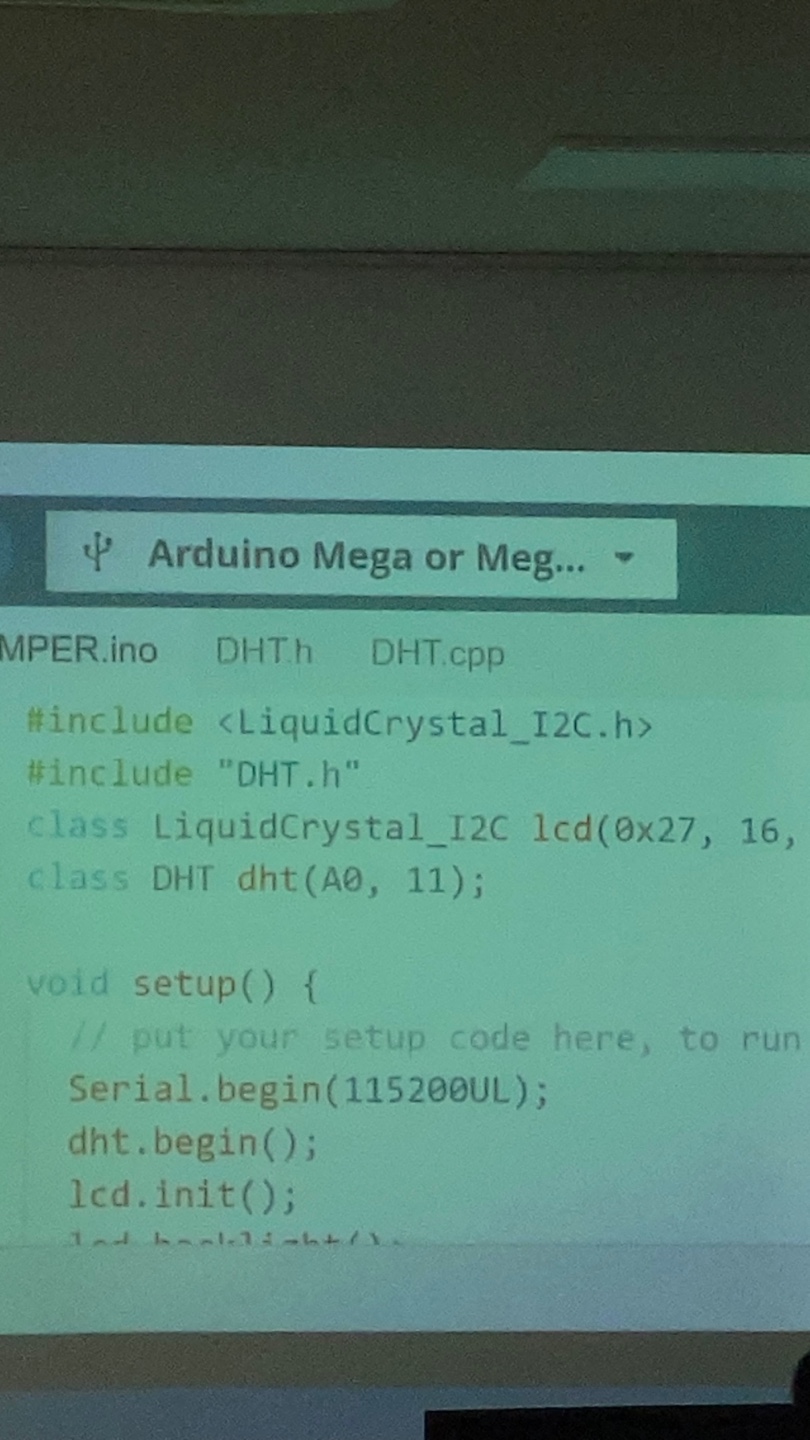 Arduino Mega or Meg...
MPER.ino DHT.h DHT.cpp
#include <LiquidCrystal_I2C.h>
#include "DHT.h"
class LiquidCrystal_I2C lcd(0x27, 16,
class DHT dht(A0, 11);
void setup() {
// put your setup code here, to run
Serial.begin(115200UL);
dht.begin();
lcd.init();
lcd.backlight();